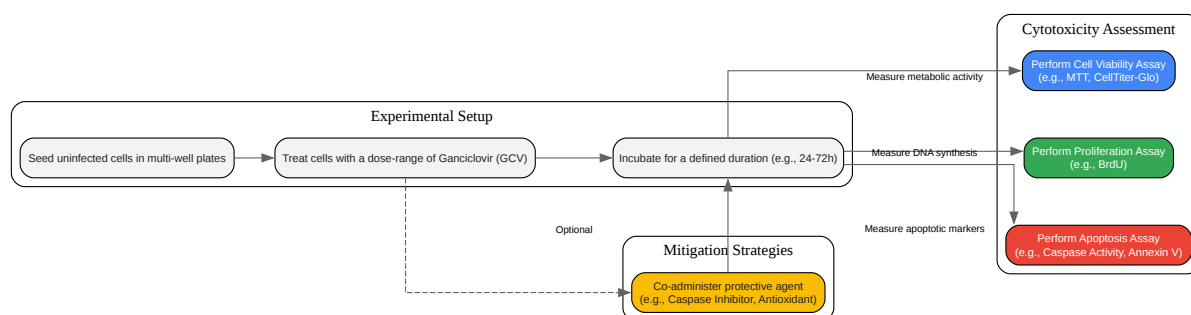 Cytotoxicity Assessment
Perform Cell Viability Assay
(e.g., MTT, CellTiter-Glo)
Measure metabolic activity
Experimental Setup
Seed uninfected cells in multi-well plates
Treat cells with a dose-range of Ganciclovir (GCV)
Incubate for a defined duration (e.g., 24-72h)
Measure DNA synthesis
Perform Proliferation Assay
(e.g., BrdU)
Optional
Measure apoptotic markers
Perform Apoptosis Assay
(e.g., Caspase Activity, Annexin V)
Mitigation Strategies
Co-administer protective agent
(e.g., Caspase Inhibitor, Antioxidant)